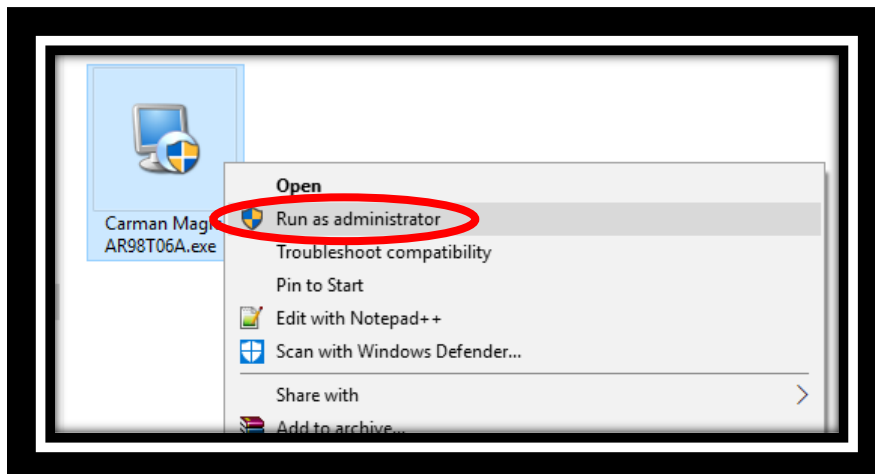 Carman Magi
AR98T06A.exe
Open
Run as administrator
Troubleshoot compatibility
Pin to Start
Edit with Notepad++
Scan with Windows Defender...
Share with
Add to archive...